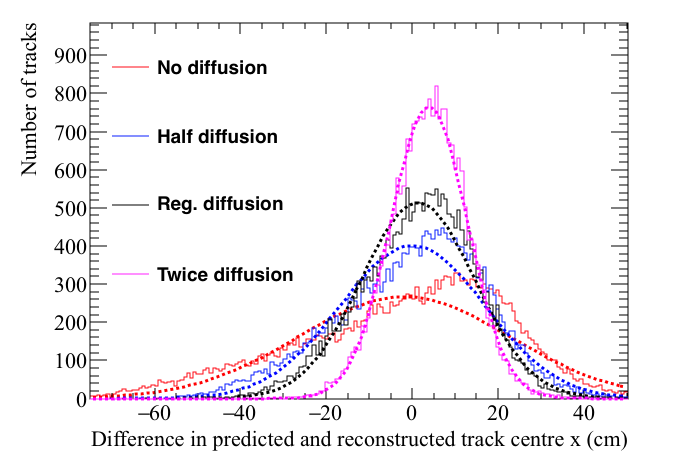 Number of tracks
900
800
700
600
500
400
300
200
100
0
No diffusion
Half diffusion
Reg. diffusion
Twice diffusion
−60 −40 −20 0 20 40
Difference in predicted and reconstructed track centre x (cm)